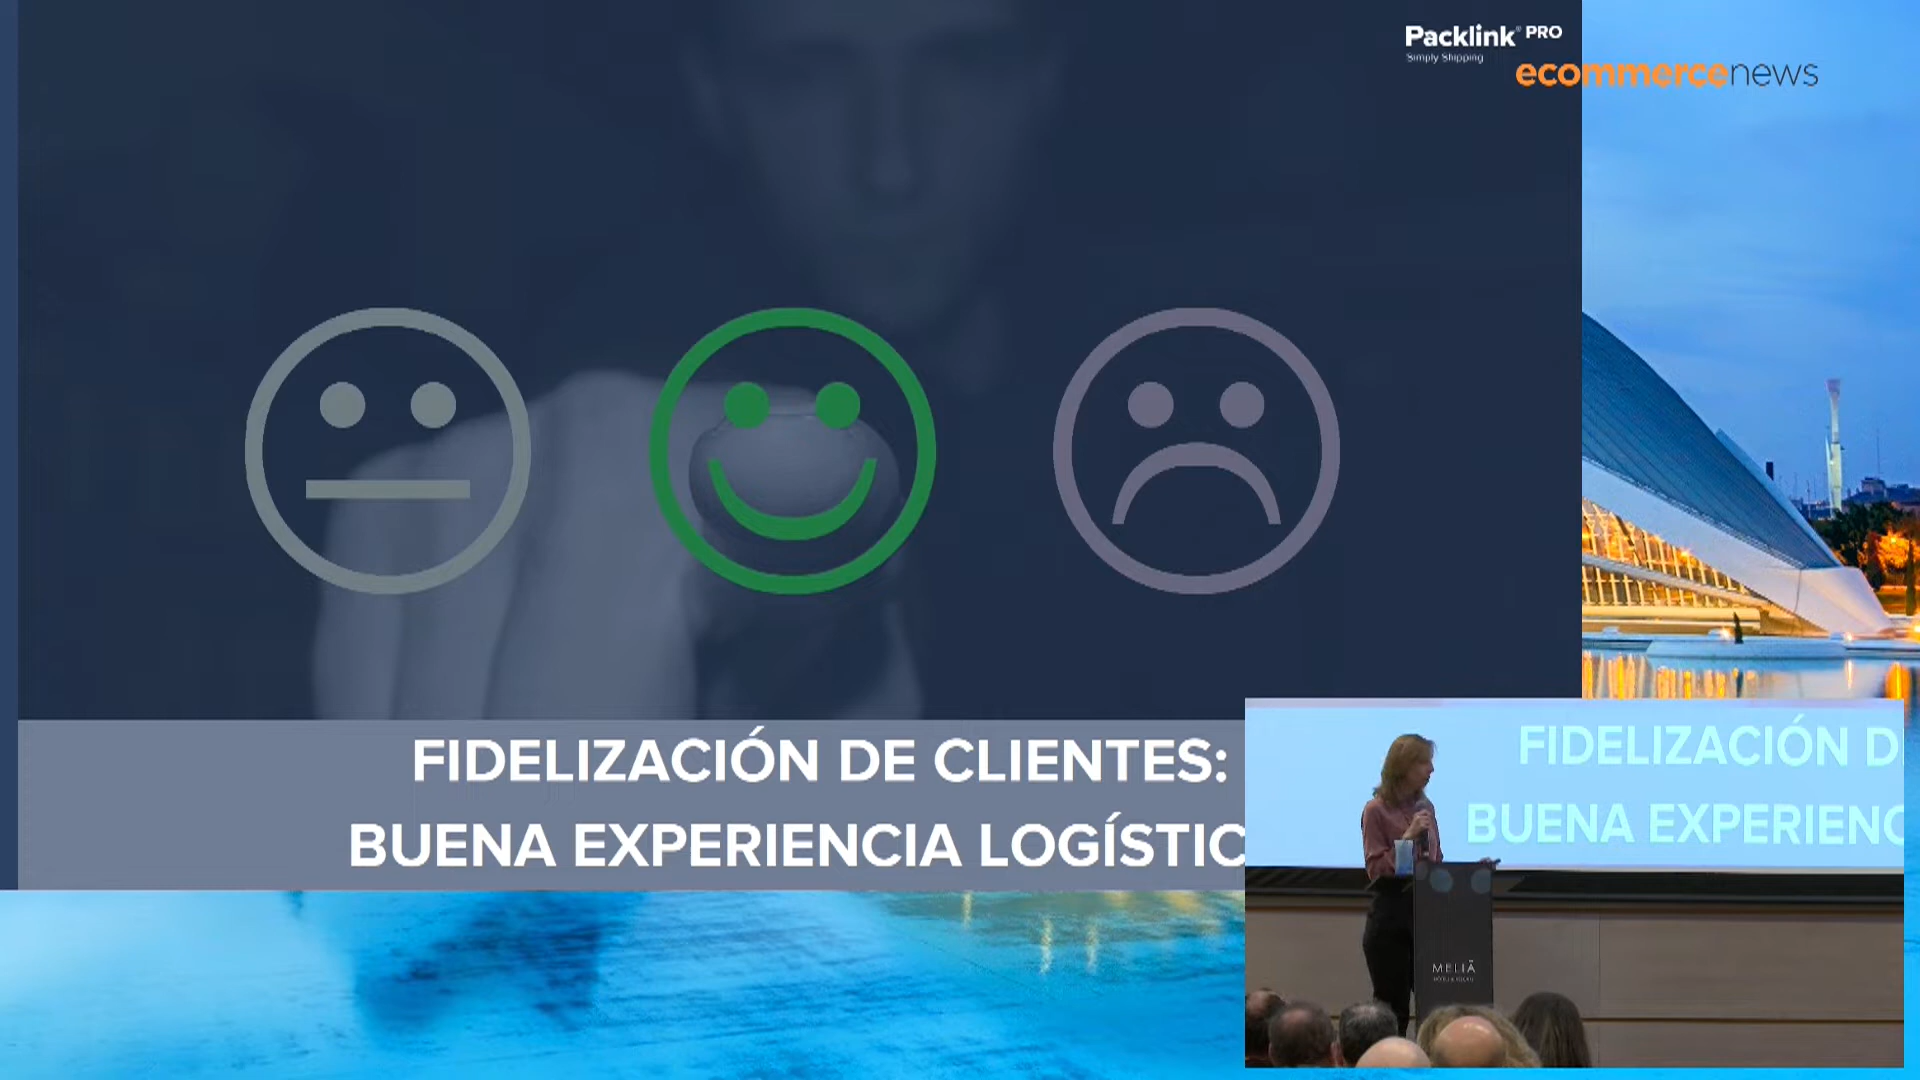 Packlink® PRO
Simply Shipping
ecommercenews
FIDELIZACIÓN DE CLIENTES:
BUENA EXPERIENCIA LOGÍSTIC
FIDELIZACIÓN D
BUENA EXPERIENC
MELIÃ